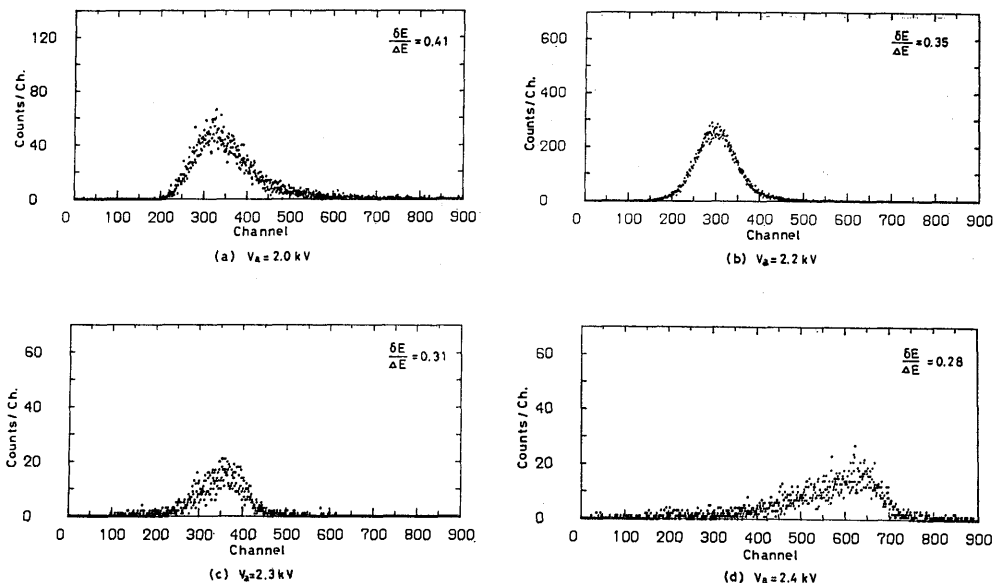 120
80
40
0
Counts/Ch.
δE
ΔE
=0.41
0 100 200 300 400 500 600 700 800 900
Channel
(a) Va=2.0 kV
600
400
200
0
Counts/Ch.
δE
ΔE
=0.35
0 100 200 300 400 500 600 700 800 900
Channel
(b) Va=2.2 kV
60
40
20
0
Counts/Ch.
δE
ΔE
=0.31
0 100 200 300 400 500 600 700 800 900
Channel
(c) Va=2.3 kV
60
40
20
0
Counts/Ch.
δE
ΔE
=0.28
0 100 200 300 400 500 600 700 800 900
Channel
(d) Va=2.4 kV